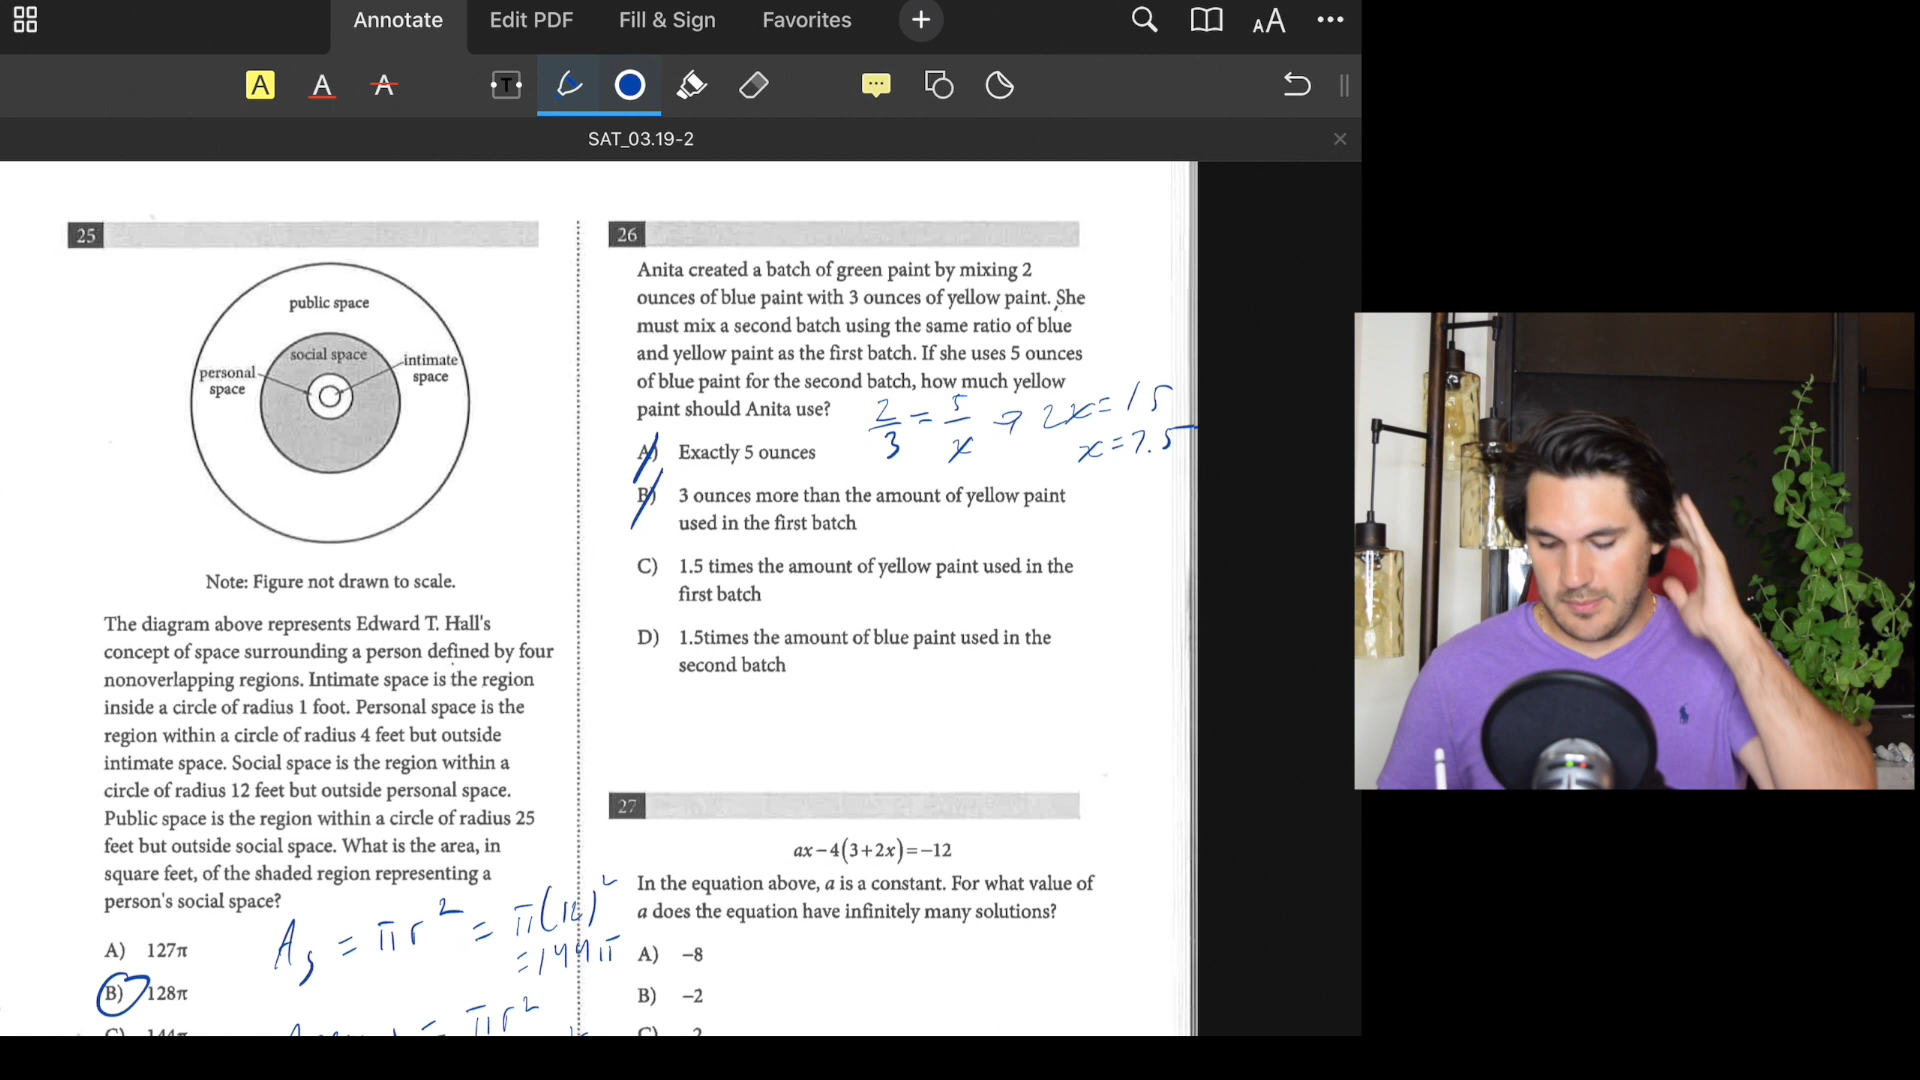 Annotate
Edit PDF
Fill & Sign
Favorites
SAT_03.19-2
25
public space
social space
personal space
intimate space
Note: Figure not drawn to scale.
The diagram above represents Edward T. Hall's
concept of space surrounding a person defined by four
nonoverlapping regions. Intimate space is the region
inside a circle of radius 1 foot. Personal space is the
region within a circle of radius 4 feet but outside
intimate space. Social space is the region within a
circle of radius 12 feet but outside personal space.
Public space is the region within a circle of radius 25
feet but outside social space. What is the area, in
square feet, of the shaded region representing a
person's social space?
A) 127π
B) 128π
A_s = πr² = π(12)²
= 144π
= πr²
26
Anita created a batch of green paint by mixing 2
ounces of blue paint with 3 ounces of yellow paint. She
must mix a second batch using the same ratio of blue
and yellow paint as the first batch. If she uses 5 ounces
of blue paint for the second batch, how much yellow
paint should Anita use?
2/3 = 5/x → 2x = 15
x = 7.5
A) Exactly 5 ounces
B) 3 ounces more than the amount of yellow paint
used in the first batch
C) 1.5 times the amount of yellow paint used in the
first batch
D) 1.5times the amount of blue paint used in the
second batch
27
ax−4(3+2x)=−12
In the equation above, a is a constant. For what value of
a does the equation have infinitely many solutions?
A) −8
B) −2